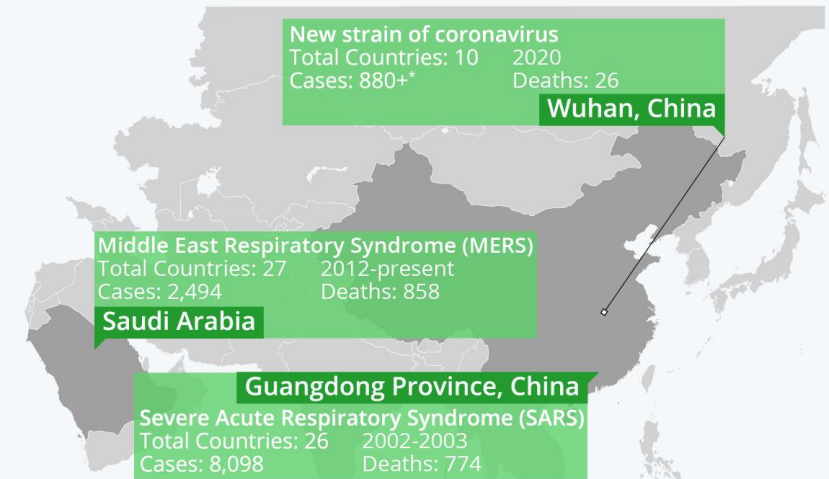 New strain of coronavirus
Total Countries: 10 2020
Cases: 880+* Deaths: 26
Wuhan, China
Middle East Respiratory Syndrome (MERS)
Total Countries: 27 2012-present
Cases: 2,494 Deaths: 858
Saudi Arabia
Guangdong Province, China
Severe Acute Respiratory Syndrome (SARS)
Total Countries: 26 2002-2003
Cases: 8,098 Deaths: 774